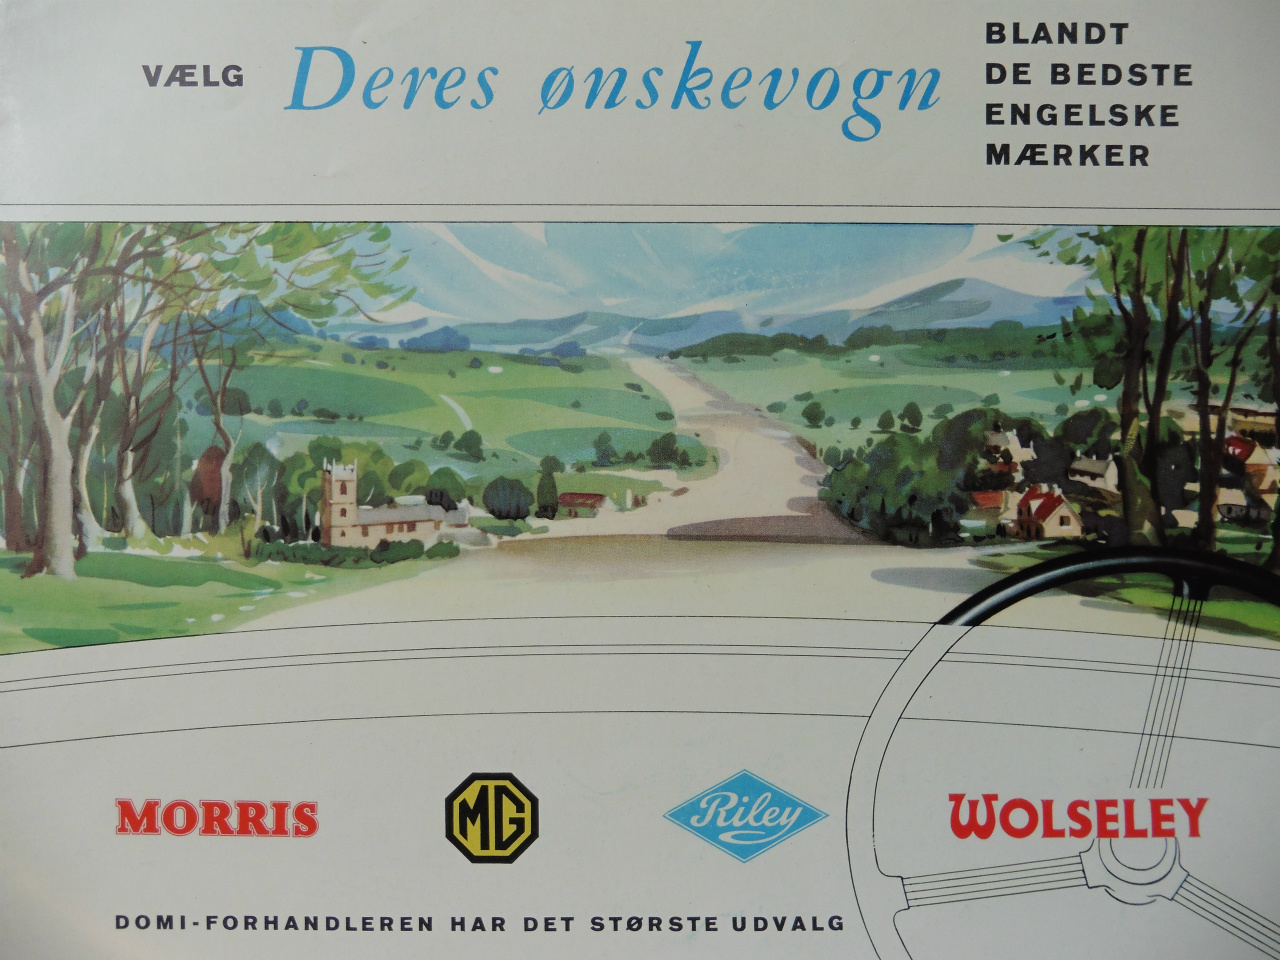 VÆLG Deres ønskevogn
BLANDT
DE BEDSTE
ENGELSKE
MÆRKER
MORRIS
MG
Riley
WOLSELEY
DOMI-FORHANDLEREN HAR DET STØRSTE UDVALG